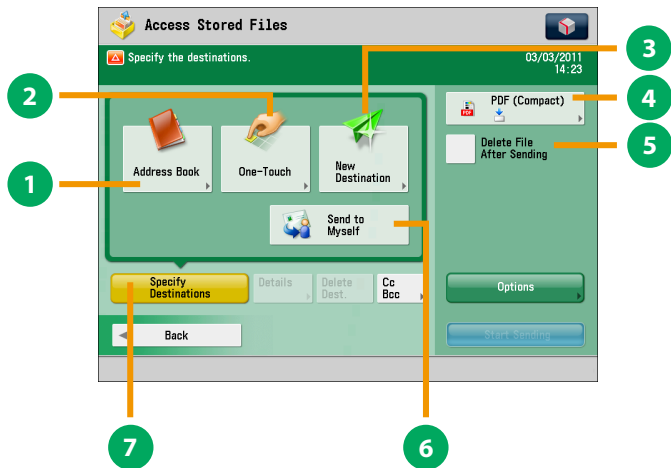 Access Stored Files
Specify the destinations.
03/03/2011
14:23
3
2
PDF (Compact)
PDF
4
Delete File
After Sending
5
Address Book
One-Touch
New
Destination
1
Send to
Myself
Specify
Destinations
Details
Delete
Dest.
Cc
Bcc
Options
Back
Start Sending
7
6